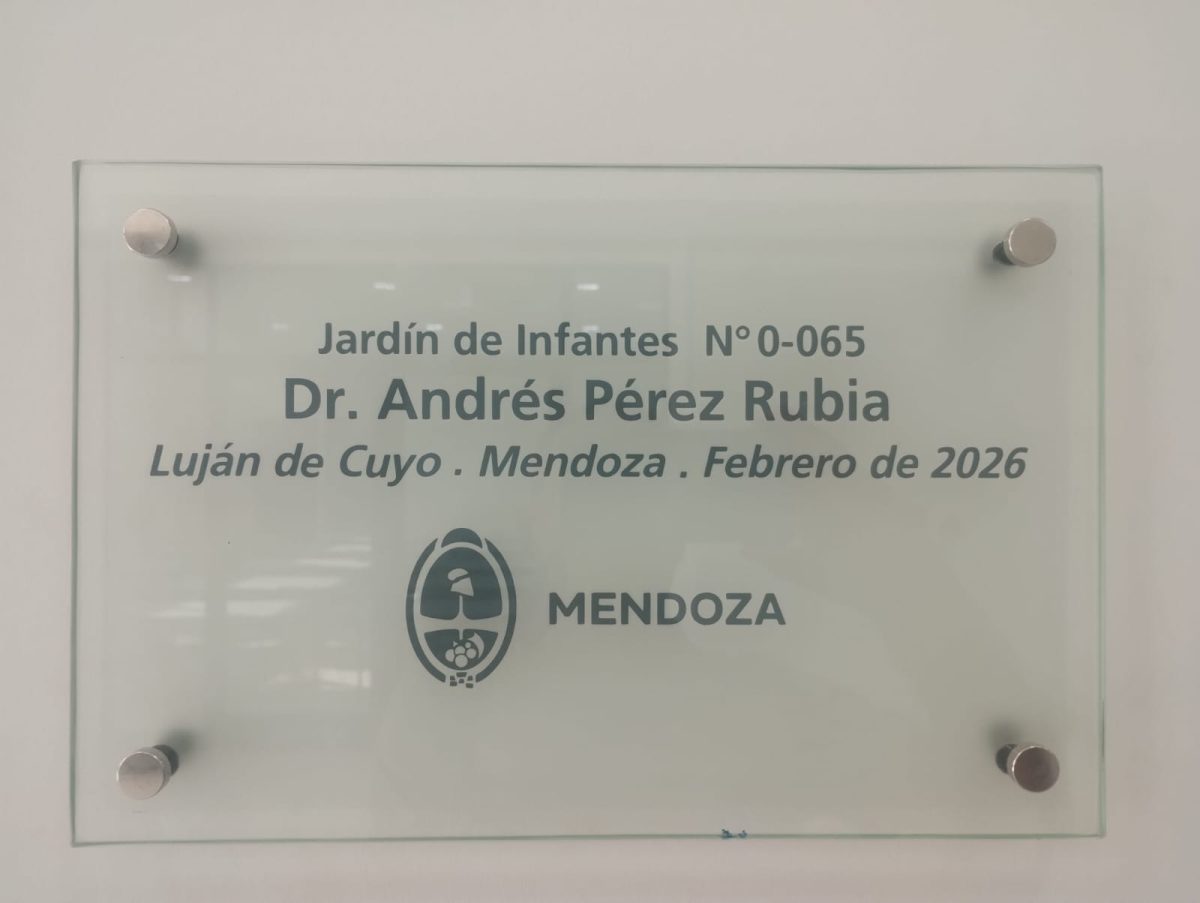 Jardín de Infantes N° 0-065
Dr. Andrés Pérez Rubia
Luján de Cuyo . Mendoza . Febrero de 2026
MENDOZA